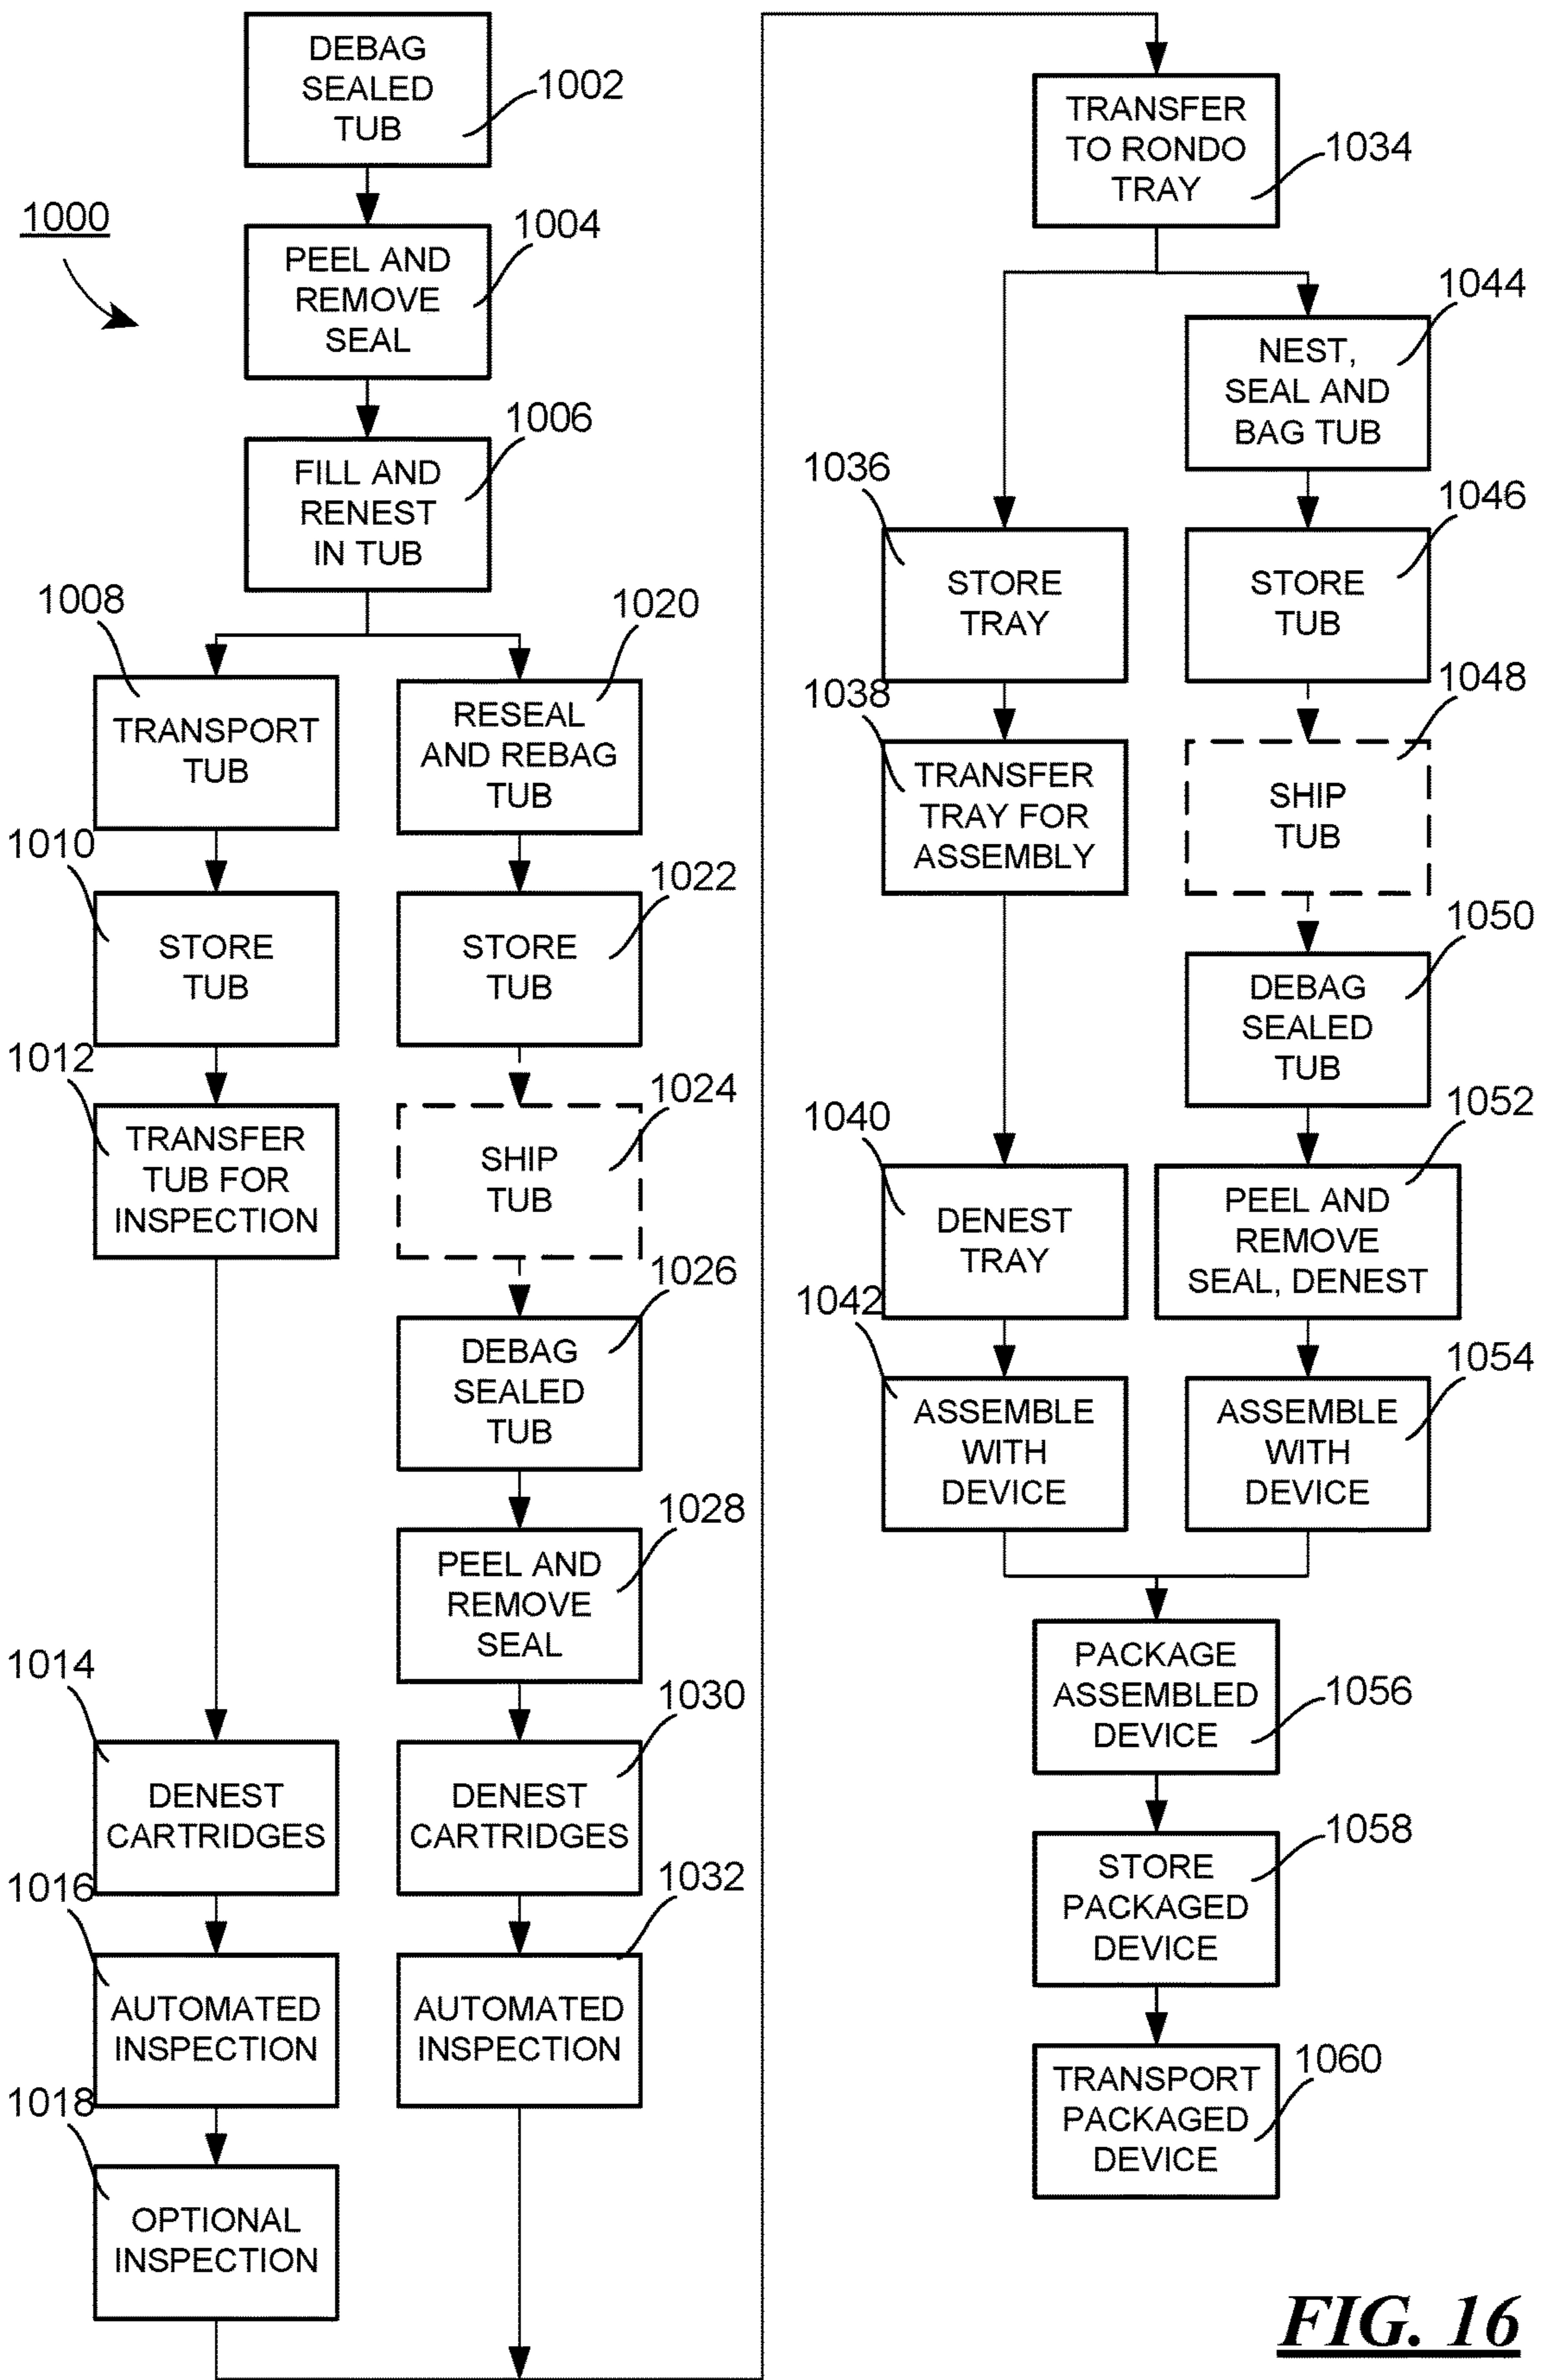 DEBAG
SEALED
TUB
1002
1000
PEEL AND
REMOVE
SEAL
1004
FILL AND
RENEST
IN TUB
1006
1008
TRANSPORT
TUB
1010
STORE
TUB
1012
TRANSFER
TUB FOR
INSPECTION
1014
DENEST
CARTRIDGES
1016
AUTOMATED
INSPECTION
1018
OPTIONAL
INSPECTION
1020
RESEAL
AND REBAG
TUB
1022
STORE
TUB
1024
SHIP
TUB
1026
DEBAG
SEALED
TUB
1028
PEEL AND
REMOVE
SEAL
1030
DENEST
CARTRIDGES
1032
AUTOMATED
INSPECTION
TRANSFER
TO RONDO
TRAY
1034
1036
STORE
TRAY
1038
TRANSFER
TRAY FOR
ASSEMBLY
1040
DENEST
TRAY
1042
ASSEMBLE
WITH
DEVICE
1044
NEST,
SEAL AND
BAG TUB
1046
STORE
TUB
1048
SHIP
TUB
1050
DEBAG
SEALED
TUB
1052
PEEL AND
REMOVE
SEAL, DENEST
1054
ASSEMBLE
WITH
DEVICE
PACKAGE
ASSEMBLED
DEVICE
1056
STORE
PACKAGED
DEVICE
1058
TRANSPORT
PACKAGED
DEVICE
1060
FIG. 16